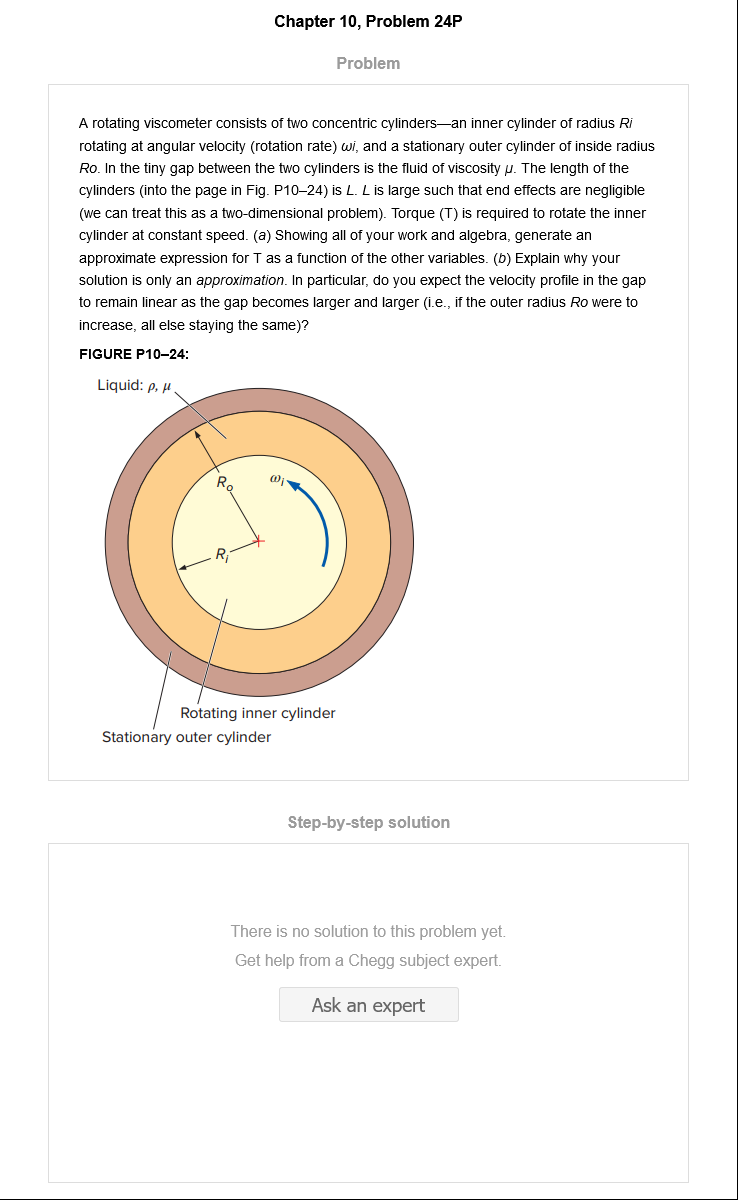 Chapter 10, Problem 24P
Problem
A rotating viscometer consists of two concentric cylinders—an inner cylinder of radius Ri
rotating at angular velocity (rotation rate) ωi, and a stationary outer cylinder of inside radius
Ro. In the tiny gap between the two cylinders is the fluid of viscosity μ. The length of the
cylinders (into the page in Fig. P10–24) is L. L is large such that end effects are negligible
(we can treat this as a two-dimensional problem). Torque (T) is required to rotate the inner
cylinder at constant speed. (a) Showing all of your work and algebra, generate an
approximate expression for T as a function of the other variables. (b) Explain why your
solution is only an approximation. In particular, do you expect the velocity profile in the gap
to remain linear as the gap becomes larger and larger (i.e., if the outer radius Ro were to
increase, all else staying the same)?
FIGURE P10–24:
Liquid: ρ, μ
Ro
ωi
Ri
Rotating inner cylinder
Stationary outer cylinder
Step-by-step solution
There is no solution to this problem yet.
Get help from a Chegg subject expert.
Ask an expert